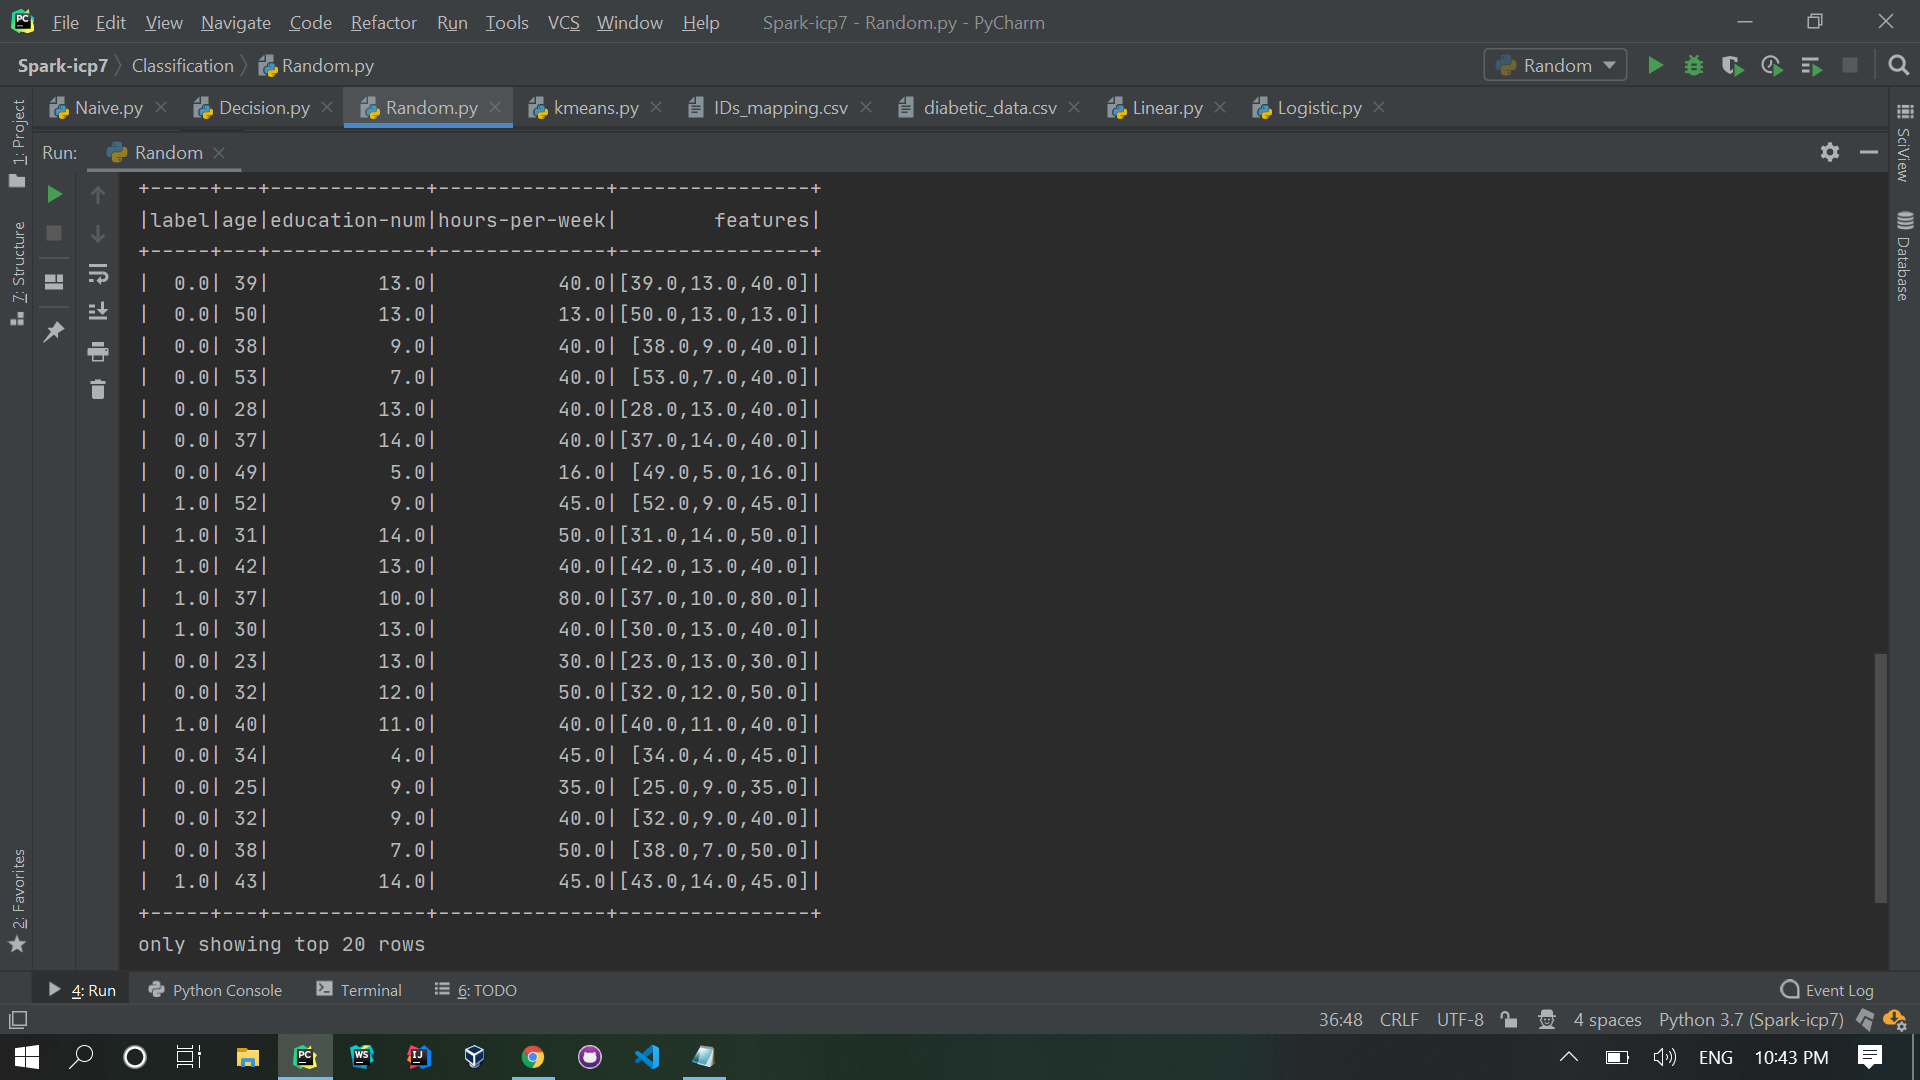 File Edit View Navigate Code Refactor Run Tools VCS Window Help Spark-icp7 - Random.py - PyCharm
Spark-icp7 Classification Random.py Random
Naive.py Decision.py Random.py kmeans.py IDs_mapping.csv diabetic_data.csv Linear.py Logistic.py
1: Project
7: Structure
2: Favorites
SciView
Database
Run: Random
+-----+---+-------------+--------------+----------------+
|label|age|education-num|hours-per-week|        features|
+-----+---+-------------+--------------+----------------+
|  0.0| 39|         13.0|          40.0|[39.0,13.0,40.0]|
|  0.0| 50|         13.0|          13.0|[50.0,13.0,13.0]|
|  0.0| 38|          9.0|          40.0| [38.0,9.0,40.0]|
|  0.0| 53|          7.0|          40.0| [53.0,7.0,40.0]|
|  0.0| 28|         13.0|          40.0|[28.0,13.0,40.0]|
|  0.0| 37|         14.0|          40.0|[37.0,14.0,40.0]|
|  0.0| 49|          5.0|          16.0| [49.0,5.0,16.0]|
|  1.0| 52|          9.0|          45.0| [52.0,9.0,45.0]|
|  1.0| 31|         14.0|          50.0|[31.0,14.0,50.0]|
|  1.0| 42|         13.0|          40.0|[42.0,13.0,40.0]|
|  1.0| 37|         10.0|          80.0|[37.0,10.0,80.0]|
|  1.0| 30|         13.0|          40.0|[30.0,13.0,40.0]|
|  0.0| 23|         13.0|          30.0|[23.0,13.0,30.0]|
|  0.0| 32|         12.0|          50.0|[32.0,12.0,50.0]|
|  1.0| 40|         11.0|          40.0|[40.0,11.0,40.0]|
|  0.0| 34|          4.0|          45.0| [34.0,4.0,45.0]|
|  0.0| 25|          9.0|          35.0| [25.0,9.0,35.0]|
|  0.0| 32|          9.0|          40.0| [32.0,9.0,40.0]|
|  0.0| 38|          7.0|          50.0| [38.0,7.0,50.0]|
|  1.0| 43|         14.0|          45.0|[43.0,14.0,45.0]|
+-----+---+-------------+--------------+----------------+
only showing top 20 rows
4: Run Python Console Terminal 6: TODO Event Log
36:48 CRLF UTF-8 4 spaces Python 3.7 (Spark-icp7)
ENG 10:43 PM